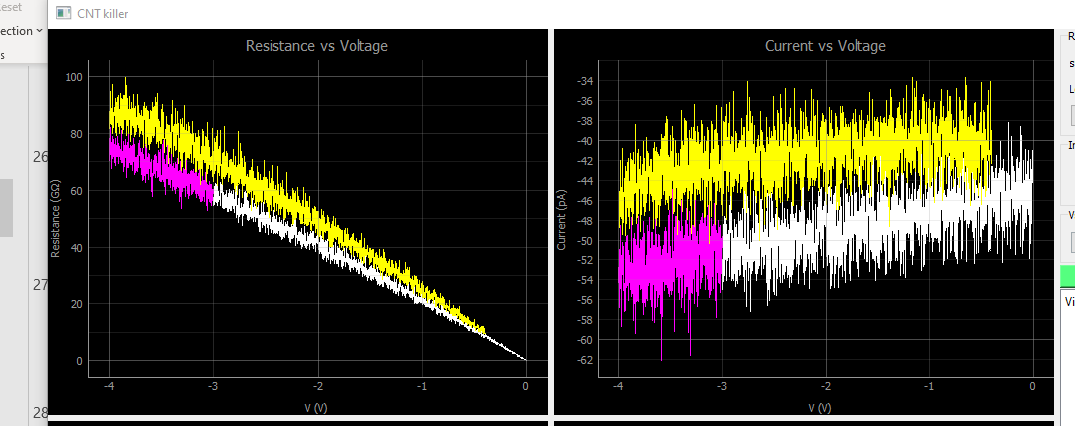 eset
CNT killer
ection
s
Resistance vs Voltage
Current vs Voltage
R
s
L
In
V
Vi
26
27
28
100
80
60
40
20
0
Resistance (GΩ)
-4
-3
-2
-1
0
V (V)
-34
-36
-38
-40
-42
-44
-46
-48
-50
-52
-54
-56
-58
-60
-62
Current (pA)
-4
-3
-2
-1
0
V (V)